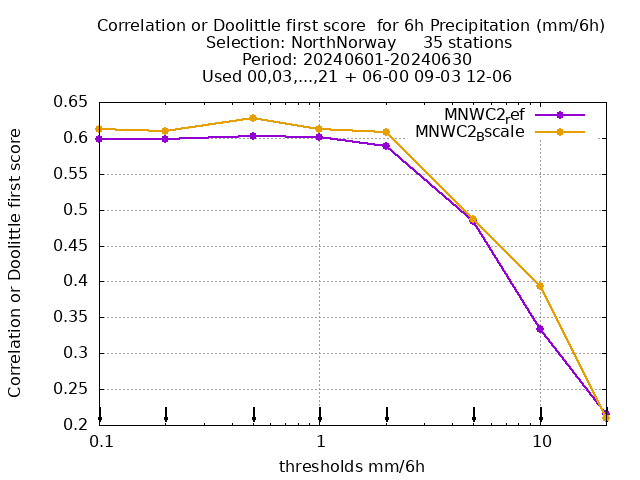 Correlation or Doolittle first score  for 6h Precipitation (mm/6h)
Selection: NorthNorway     35 stations
Period: 20240601-20240630
Used 00,03,...,21 + 06-00 09-03 12-06
MNWC2ref
MNWC2Bscale
Correlation or Doolittle first score
0.65
0.6
0.55
0.5
0.45
0.4
0.35
0.3
0.25
0.2
0.1
1
10
thresholds mm/6h